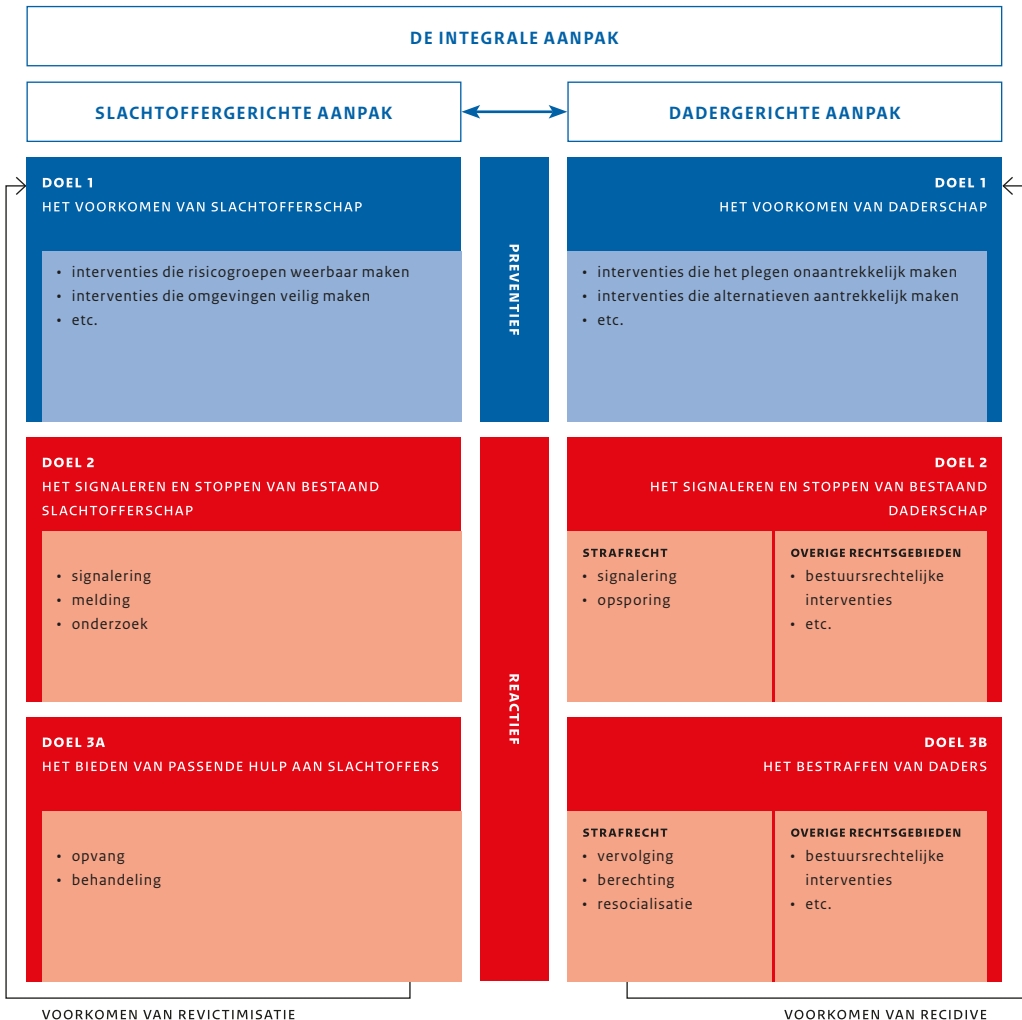 DE INTEGRALE AANPAK
SLACHTOFFERGERICHTE AANPAK
DADERGERICHTE AANPAK
DOEL 1
HET VOORKOMEN VAN SLACHTOFFERSCHAP
• interventies die risicogroepen weerbaar maken
• interventies die omgevingen veilig maken
• etc.
PREVENTIEF
DOEL 1
HET VOORKOMEN VAN DADERSCHAP
• interventies die het plegen onaantrekkelijk maken
• interventies die alternatieven aantrekkelijk maken
• etc.
DOEL 2
HET SIGNALEREN EN STOPPEN VAN BESTAAND
SLACHTOFFERSCHAP
• signalering
• melding
• onderzoek
REACTIEF
DOEL 2
HET SIGNALEREN EN STOPPEN VAN BESTAAND
DADERSCHAP
STRAFRECHT
• signalering
• opsporing
OVERIGE RECHTSGEBIEDEN
• bestuursrechtelijke
interventies
• etc.
DOEL 3A
HET BIEDEN VAN PASSENDE HULP AAN SLACHTOFFERS
• opvang
• behandeling
DOEL 3B
HET BESTRAFFEN VAN DADERS
STRAFRECHT
• vervolging
• berechting
• resocialisatie
OVERIGE RECHTSGEBIEDEN
• bestuursrechtelijke
interventies
• etc.
VOORKOMEN VAN REVICTIMISATIE
VOORKOMEN VAN RECIDIVE